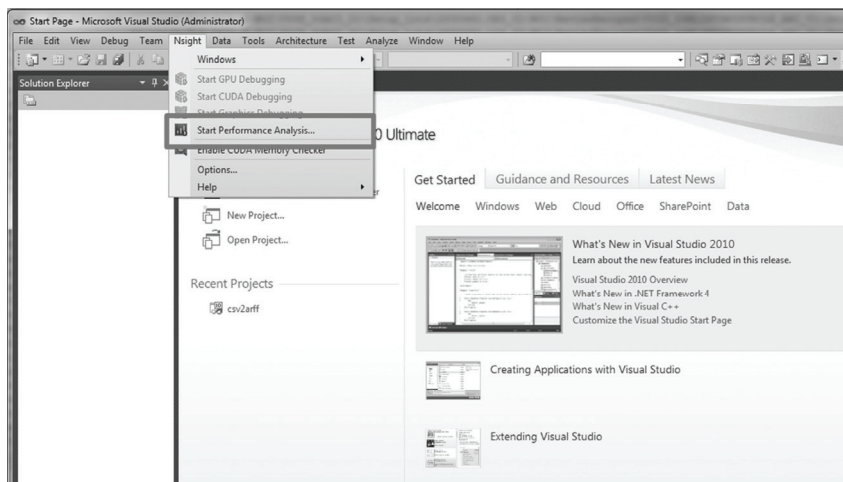 Start Page - Microsoft Visual Studio (Administrator)
File Edit View Debug Team Nsight Data Tools Architecture Test Analyze Window Help
Solution Explorer
Windows
Start GPU Debugging
Start CUDA Debugging
Start Graphics Debugging
Start Performance Analysis...
Enable CUDA Memory Checker
Options...
Help
0 Ultimate
er
New Project...
Open Project...
Recent Projects
csv2arff
Get Started Guidance and Resources Latest News
Welcome Windows Web Cloud Office SharePoint Data
What's New in Visual Studio 2010
Learn about the new features included in this release.
Visual Studio 2010 Overview
What's New in .NET Framework 4
What's New in Visual C++
Customize the Visual Studio Start Page
Creating Applications with Visual Studio
Extending Visual Studio